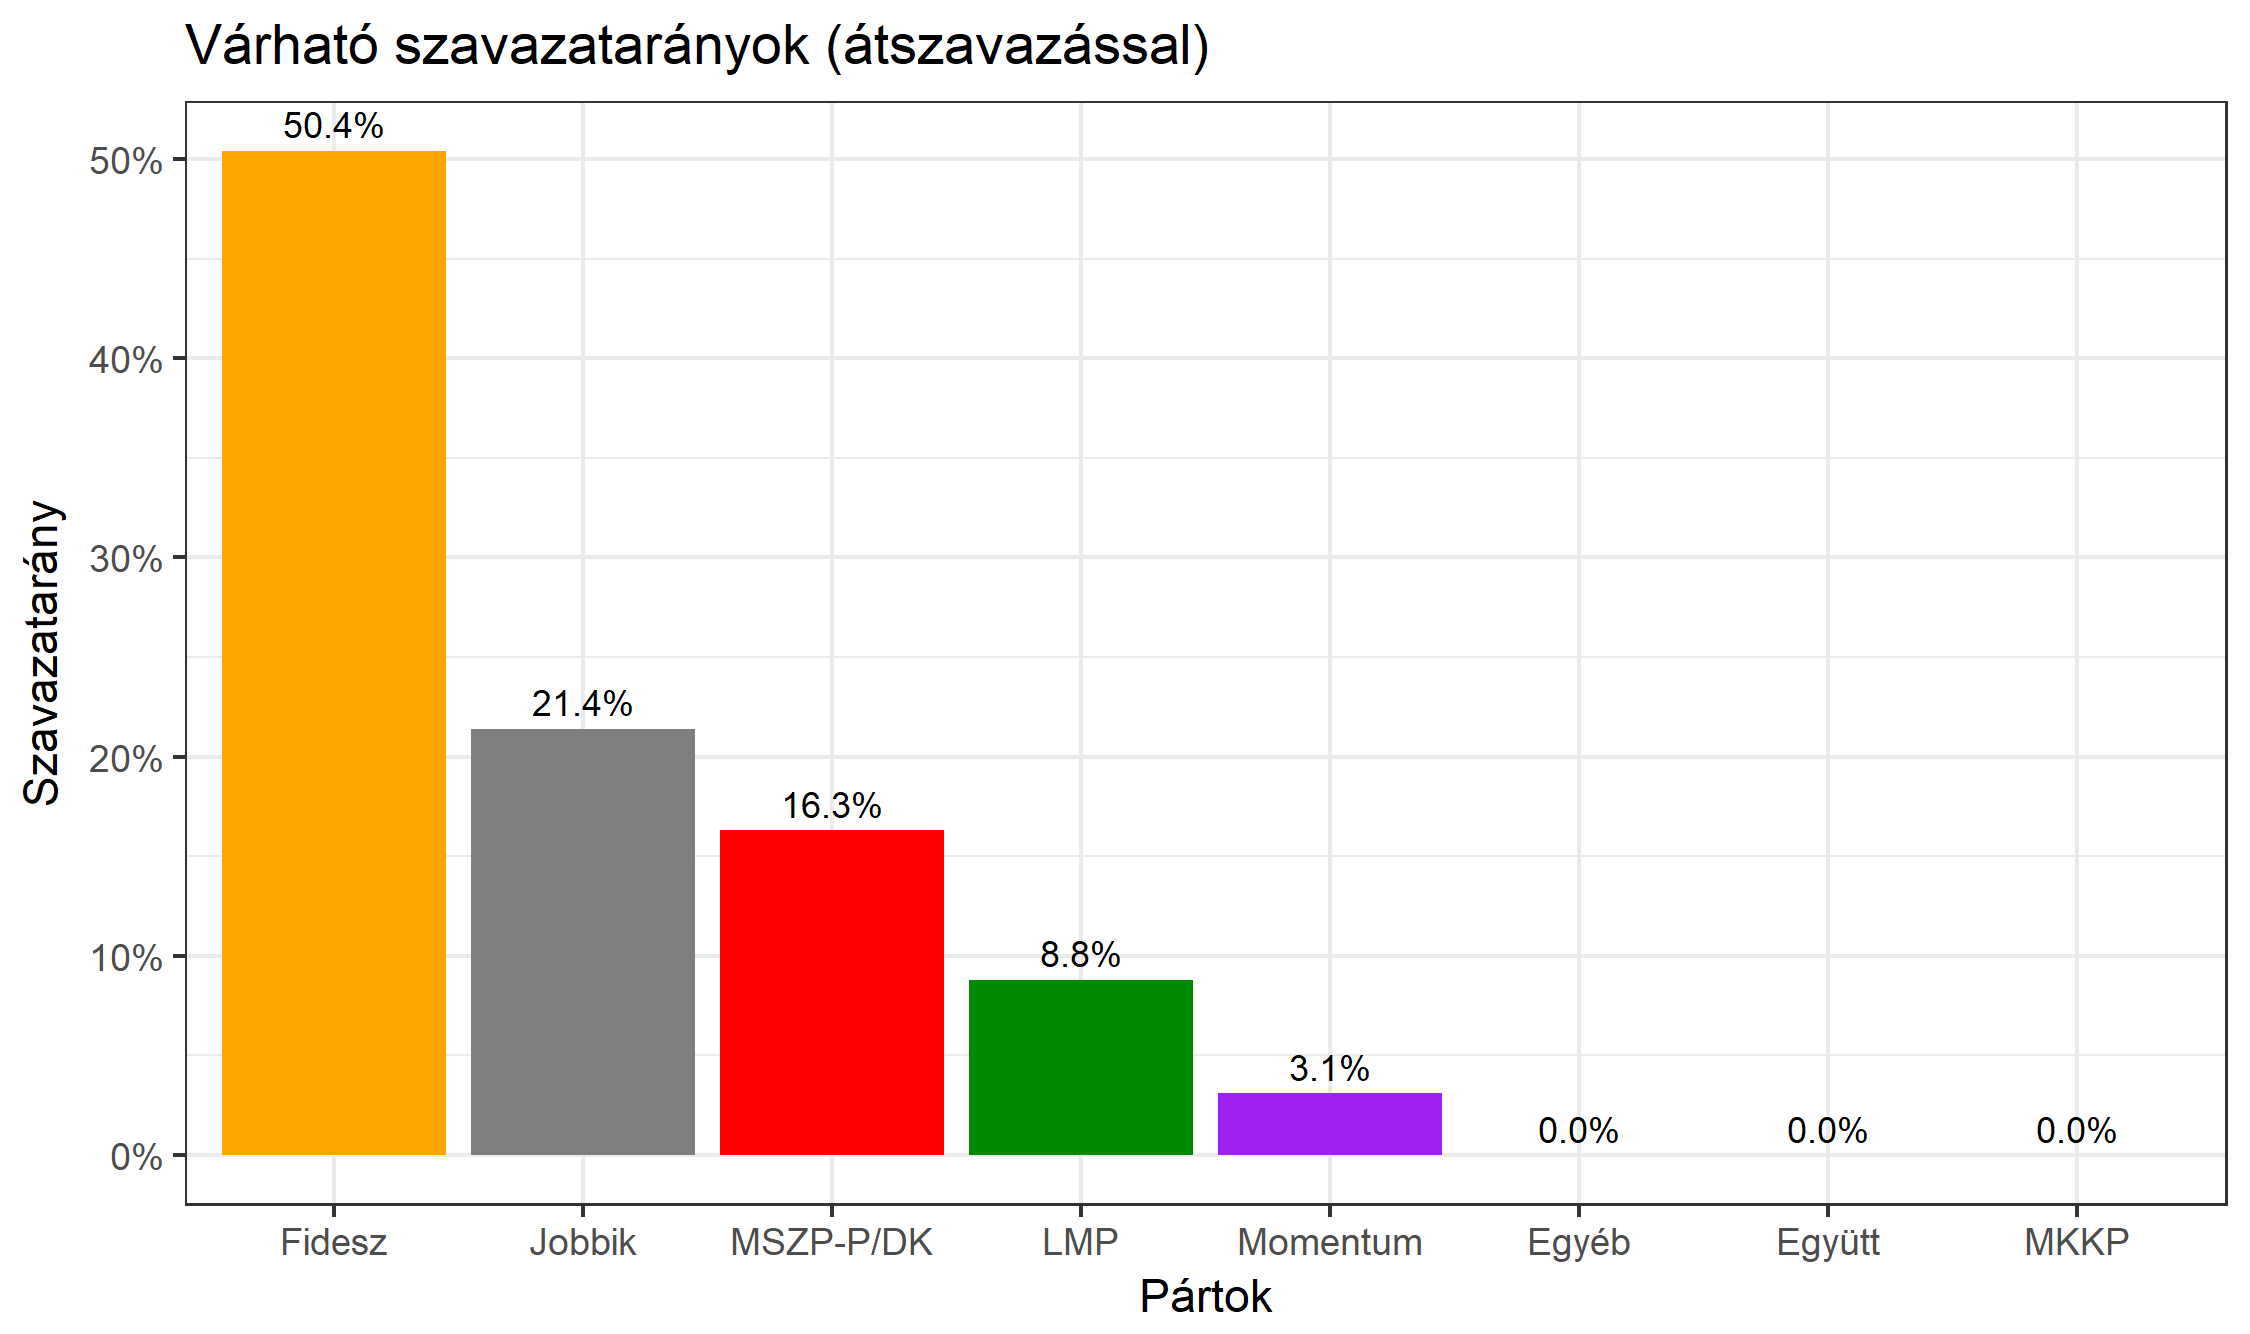 Várható szavazatarányok (átszavazással)
50.4%
50%
40%
30%
21.4%
20%
16.3%
10%
8.8%
3.1%
0.0% 0.0% 0.0%
0%
Szavazatarány
Fidesz Jobbik MSZP-P/DK LMP Momentum Egyéb Együtt MKKP
Pártok